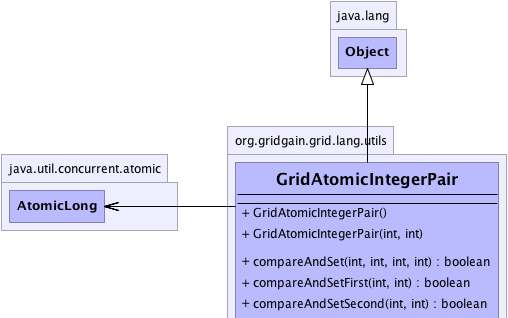 java.lang
Object
org.gridgain.grid.lang.utils
java.util.concurrent.atomic
AtomicLong
GridAtomicIntegerPair
+ GridAtomicIntegerPair()
+ GridAtomicIntegerPair(int, int)
+ compareAndSet(int, int, int, int) : boolean
+ compareAndSetFirst(int, int) : boolean
+ compareAndSetSecond(int, int) : boolean